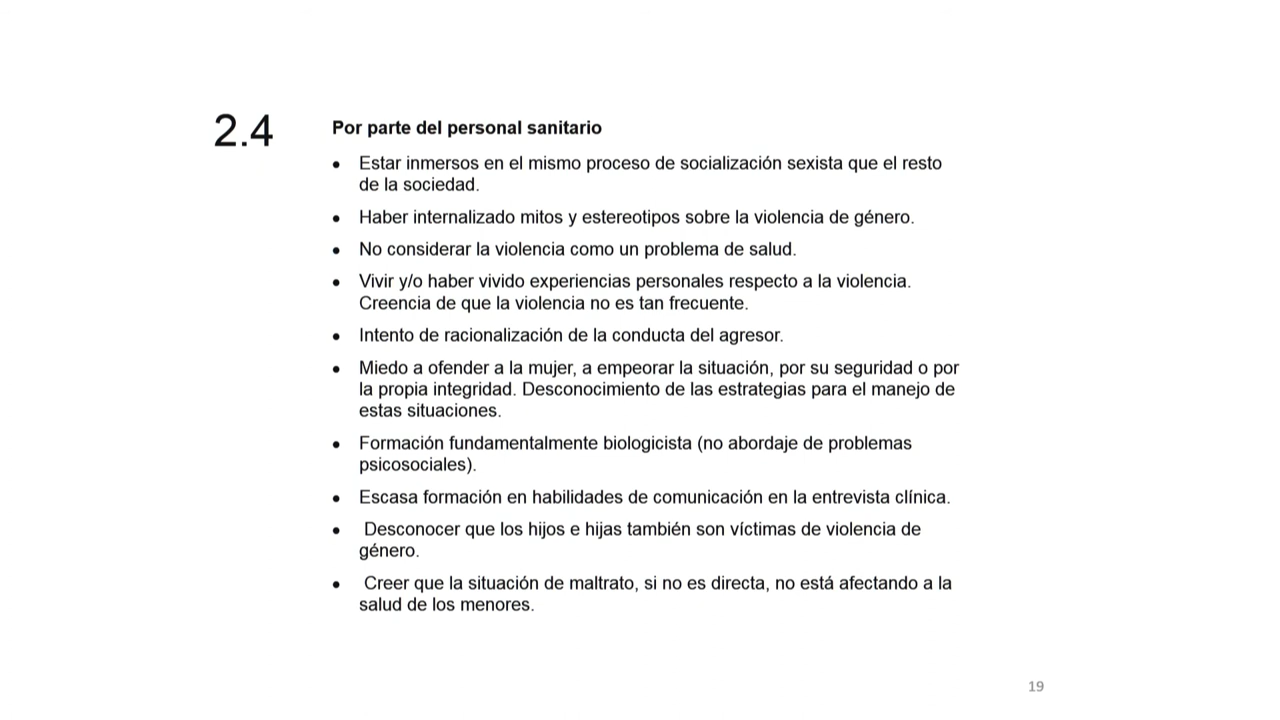 2.4
Por parte del personal sanitario
• Estar inmersos en el mismo proceso de socialización sexista que el resto
de la sociedad.
• Haber internalizado mitos y estereotipos sobre la violencia de género.
• No considerar la violencia como un problema de salud.
• Vivir y/o haber vivido experiencias personales respecto a la violencia.
Creencia de que la violencia no es tan frecuente.
• Intento de racionalización de la conducta del agresor.
• Miedo a ofender a la mujer, a empeorar la situación, por su seguridad o por
la propia integridad. Desconocimiento de las estrategias para el manejo de
estas situaciones.
• Formación fundamentalmente biologicista (no abordaje de problemas
psicosociales).
• Escasa formación en habilidades de comunicación en la entrevista clínica.
• Desconocer que los hijos e hijas también son víctimas de violencia de
género.
• Creer que la situación de maltrato, si no es directa, no está afectando a la
salud de los menores.
19